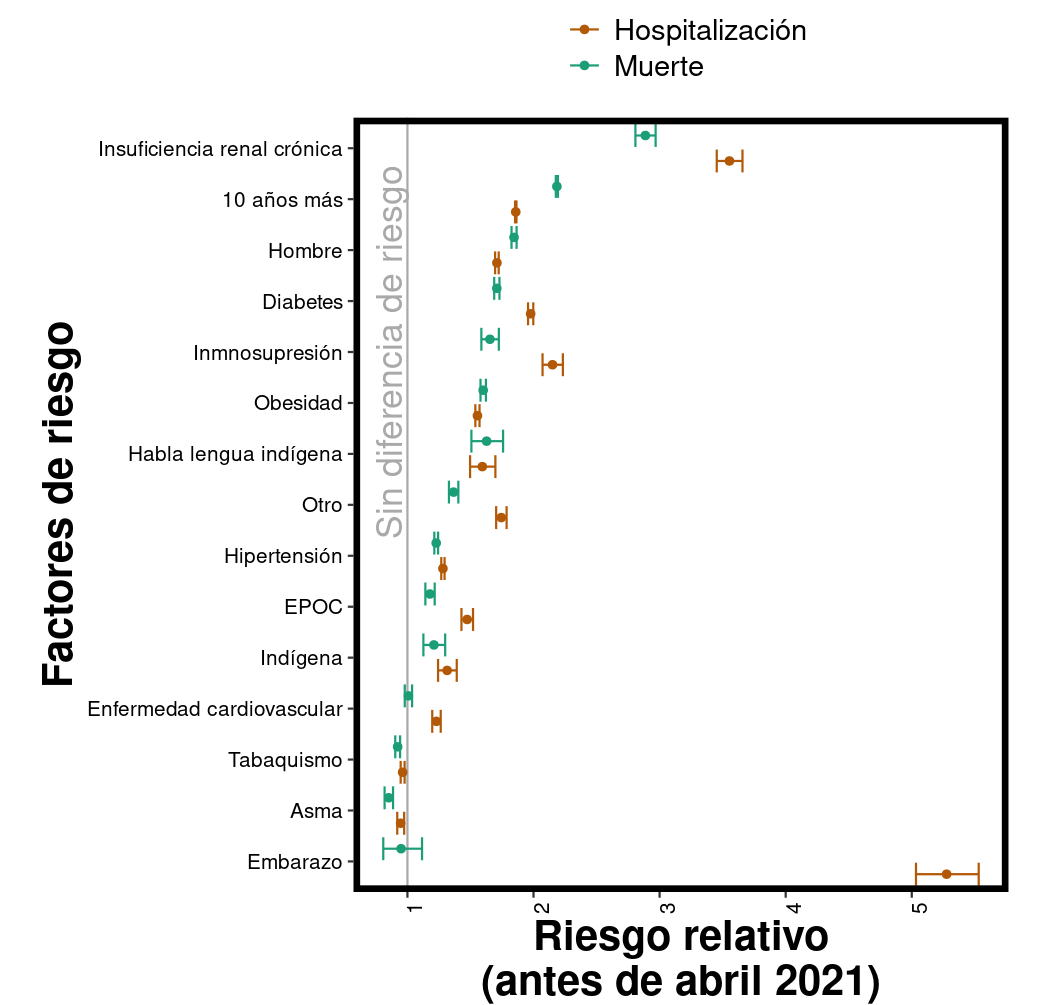 Hospitalización
Muerte
Factores de riesgo
Insuficiencia renal crónica
10 años más
Hombre
Diabetes
Inmnosupresión
Obesidad
Habla lengua indígena
Otro
Hipertensión
EPOC
Indígena
Enfermedad cardiovascular
Tabaquismo
Asma
Embarazo
Sin diferencia de riesgo
1
2
3
4
5
Riesgo relativo
(antes de abril 2021)